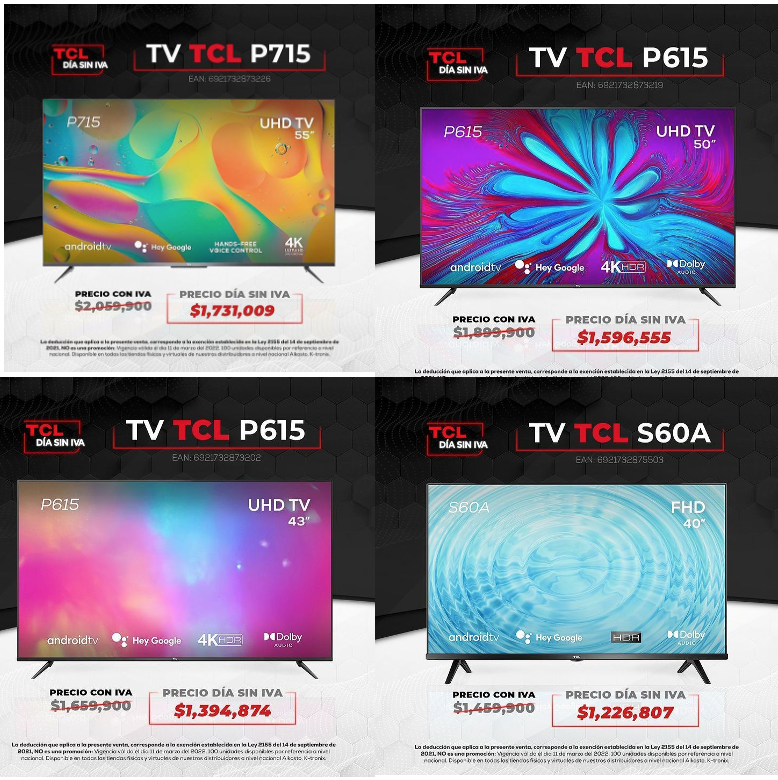 TCL
DÍA SIN IVA
TV TCL P715
EAN: 6921732873226
P715
UHD TV
55"
androidtv
Hey Google
HANDS-FREE
VOICE CONTROL
4K
PRECIO CON IVA
$2,059,900
PRECIO DÍA SIN IVA
$1,731,009
La deducción que aplica a la presente venta, corresponde a la exención establecida en la Ley 2155 del 14 de septiembre de
2021, NO es una promoción. Vigencia válida el día 11 de marzo del 2022. 100 unidades disponibles por referencia a nivel
nacional. Disponible en todas las tiendas físicas y virtuales de nuestros distribuidores a nivel nacional Alkosto, K-tronix.
TCL
DÍA SIN IVA
TV TCL P615
EAN: 6921732873219
P615
UHD TV
50"
androidtv
Hey Google
4K HDR
Dolby
AUDIO
TCL
PRECIO CON IVA
$1,899,900
PRECIO DÍA SIN IVA
$1,596,555
La deducción que aplica a la presente venta, corresponde a la exención establecida en la Ley 2155 del 14 de septiembre de
TCL
DÍA SIN IVA
TV TCL P615
EAN: 6921732873202
P615
UHD TV
43"
androidtv
Hey Google
4K HDR
Dolby
AUDIO
TCL
PRECIO CON IVA
$1,659,900
PRECIO DÍA SIN IVA
$1,394,874
La deducción que aplica a la presente venta, corresponde a la exención establecida en la Ley 2155 del 14 de septiembre de
2021, NO es una promoción. Vigencia val do el día 11 de marzo del 2022. 100 unidades disponibles por referencia a nivel
nacional. Disponible en todas las tiendas físicas y virtuales de nuestros distribuidores a nivel nacional Alkosto, K-tronix.
TCL
DÍA SIN IVA
TV TCL S60A
EAN: 6921732875503
S60A
FHD
40"
androidtv
Hey Google
HDR
Dolby
AUDIO
TCL
PRECIO CON IVA
$1,459,900
PRECIO DÍA SIN IVA
$1,226,807
La deducción que aplica a la presente venta, corresponde a la exención establecida en la Ley 2155 del 14 de septiembre de
2021, NO es una promoción. Vigencia val do el día 11 de marzo del 2022. 100 unidades disponibles por referencia a nivel
nacional. Disponible en todas las tiendas físicas y virtuales de nuestros distribuidores a nivel nacional Alkosto, K-tronix.